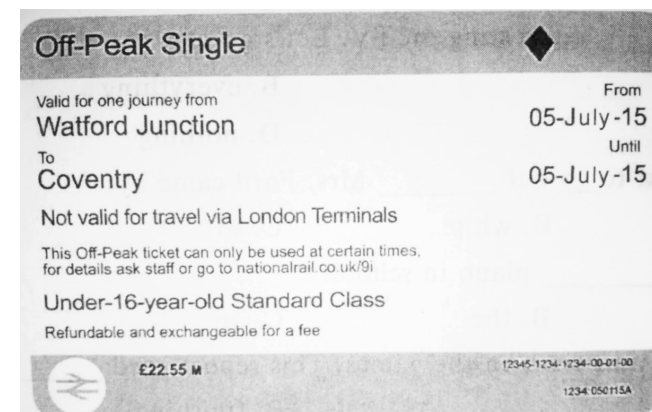 Off-Peak Single
Valid for one journey from
Watford Junction
From
05-July-15
To
Coventry
Until
05-July-15
Not valid for travel via London Terminals
This Off-Peak ticket can only be used at certain times,
for details ask staff or go to nationalrail.co.uk/9i
Under-16-year-old Standard Class
Refundable and exchangeable for a fee
£22.55 M
12345-1234-1234-00-01-00
1234 050115A